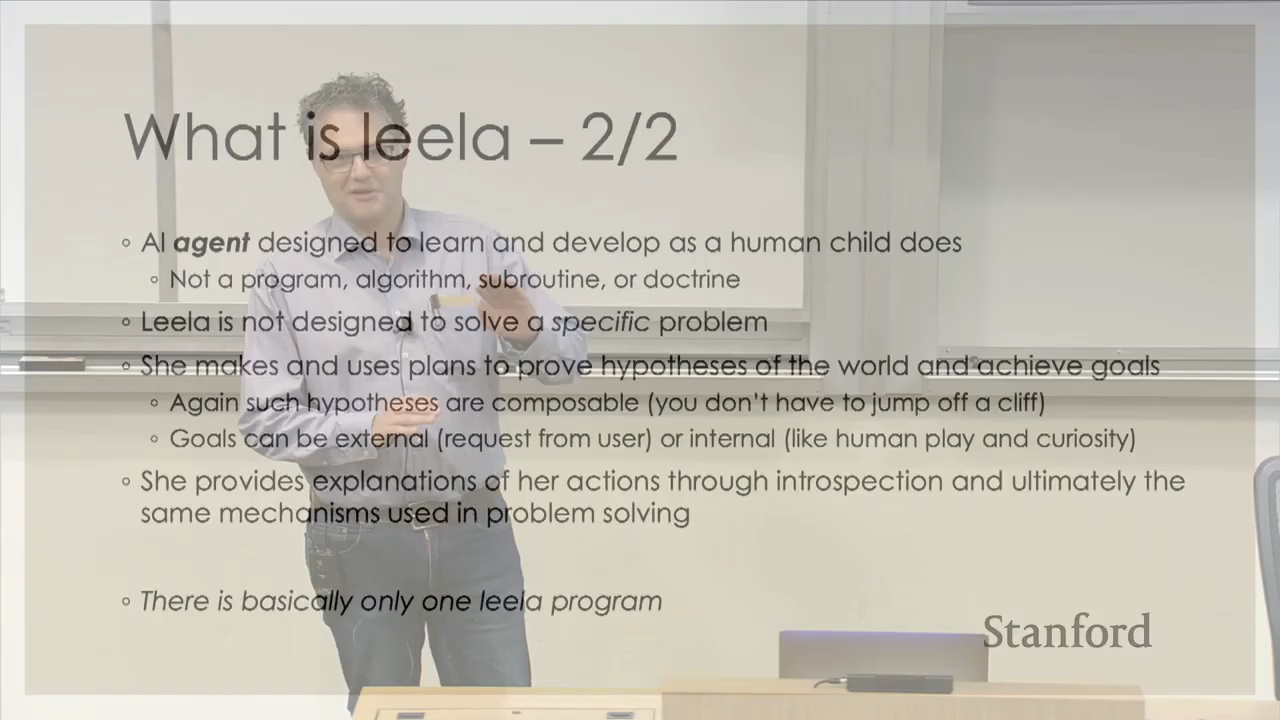 What is leela – 2/2
◦ AI agent designed to learn and develop as a human child does
◦ Not a program, algorithm, subroutine, or doctrine
◦ Leela is not designed to solve a specific problem
◦ She makes and uses plans to prove hypotheses of the world and achieve goals
◦ Again such hypotheses are composable (you don't have to jump off a cliff)
◦ Goals can be external (request from user) or internal (like human play and curiosity)
◦ She provides explanations of her actions through introspection and ultimately the
same mechanisms used in problem solving
◦ There is basically only one leela program
Stanford